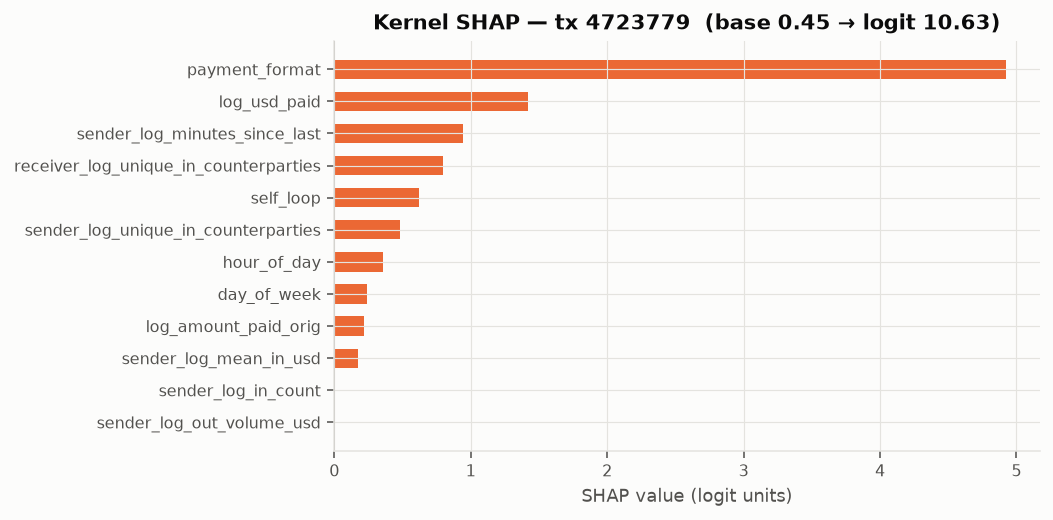 Kernel SHAP — tx 4723779  (base 0.45 → logit 10.63)
payment_format
log_usd_paid
sender_log_minutes_since_last
receiver_log_unique_in_counterparties
self_loop
sender_log_unique_in_counterparties
hour_of_day
day_of_week
log_amount_paid_orig
sender_log_mean_in_usd
sender_log_in_count
sender_log_out_volume_usd
0 1 2 3 4 5
SHAP value (logit units)